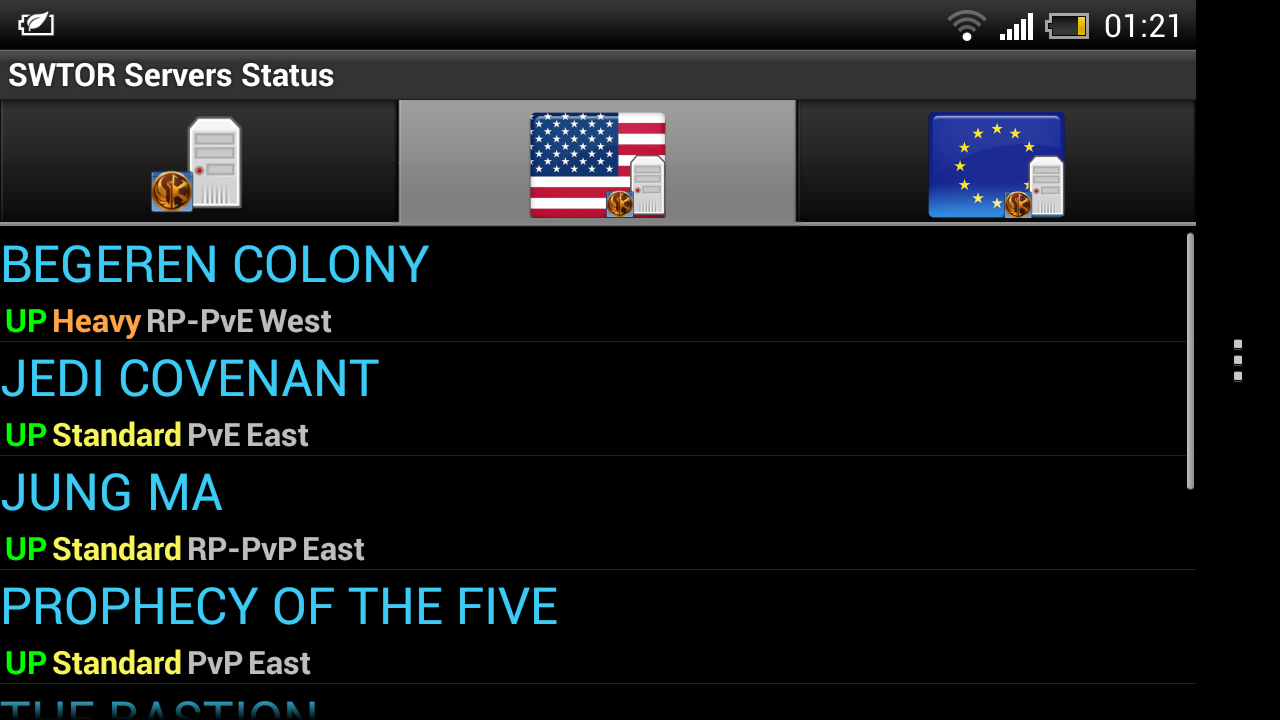 01:21
SWTOR Servers Status
BEGEREN COLONY
UP Heavy RP-PvE West
JEDI COVENANT
UP Standard PvE East
JUNG MA
UP Standard RP-PvP East
PROPHECY OF THE FIVE
UP Standard PvP East
THE BASTION